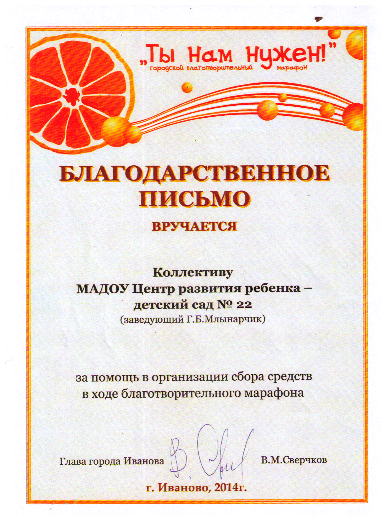 „Ты нам нужен!”
городской благотворительный марафон
БЛАГОДАРСТВЕННОЕ
ПИСЬМО
ВРУЧАЕТСЯ
Коллективу
МАДОУ Центр развития ребенка –
детский сад № 22
(заведующий Г.Б.Млынарчик)
за помощь в организации сбора средств
в ходе благотворительного марафона
Глава города Иванова В.М.Сверчков
г. Иваново, 2014г.